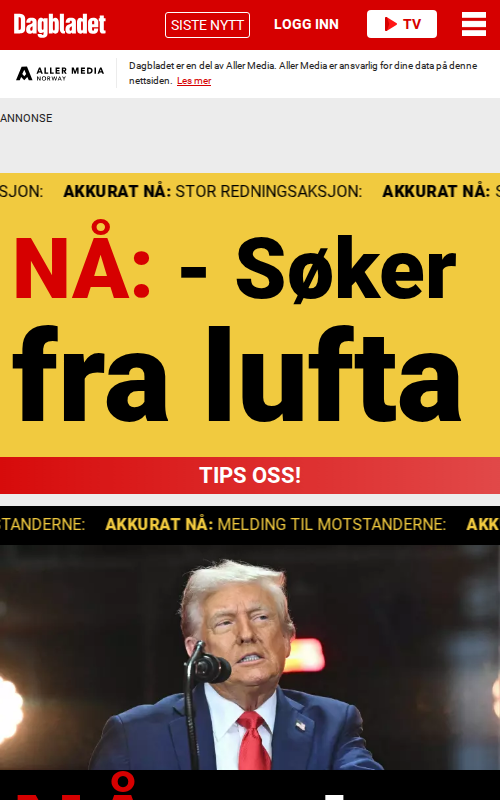 Dagbladet
SISTE NYTT
LOGG INN
TV
ALLER MEDIA
NORWAY
Dagbladet er en del av Aller Media. Aller Media er ansvarlig for dine data på denne
nettsiden. Les mer
ANNONSE
SJON: AKKURAT NÅ: STOR REDNINGSAKSJON: AKKURAT NÅ: S
NÅ: - Søker
fra lufta
TIPS OSS!
TANDERNE: AKKURAT NÅ: MELDING TIL MOTSTANDERNE: AKK